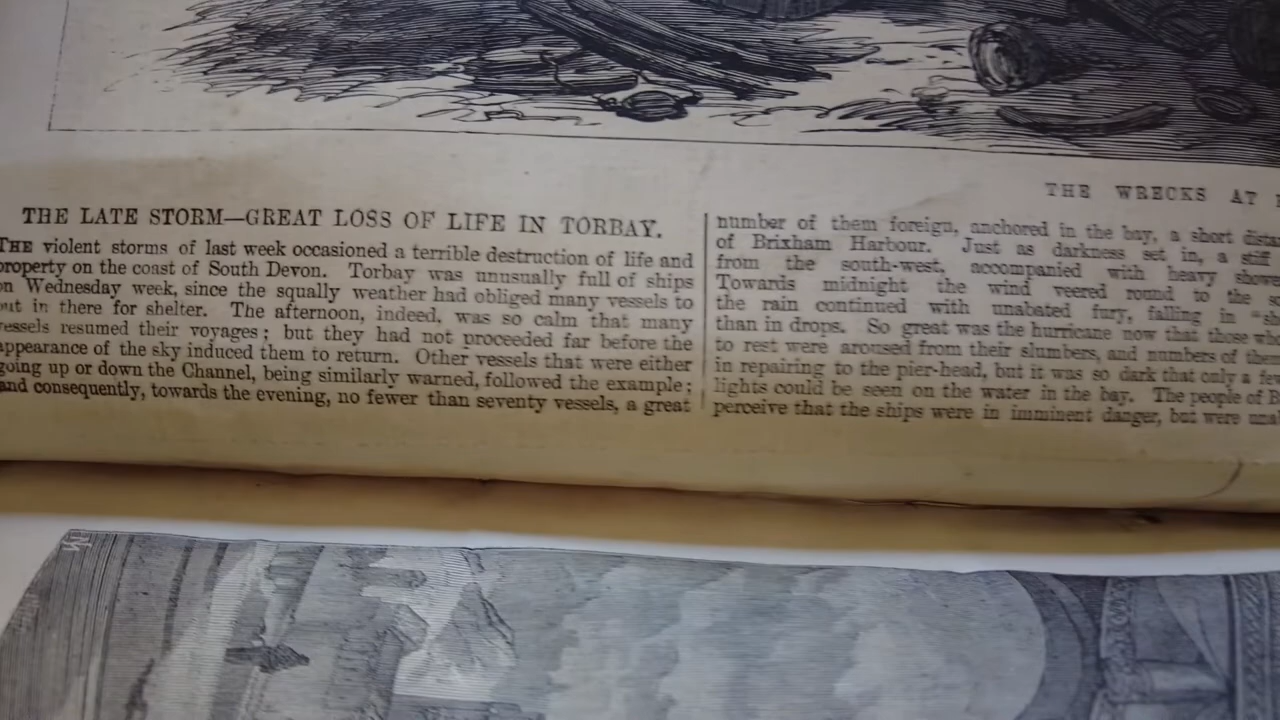 THE WRECKS AT
THE LATE STORM—GREAT LOSS OF LIFE IN TORBAY.
THE violent storms of last week occasioned a terrible destruction of life and
property on the coast of South Devon. Torbay was unusually full of ships
on Wednesday week, since the squally weather had obliged many vessels to
put in there for shelter. The afternoon, indeed, was so calm that many
vessels resumed their voyages; but they had not proceeded far before the
appearance of the sky induced them to return. Other vessels that were either
going up or down the Channel, being similarly warned, followed the example;
and consequently, towards the evening, no fewer than seventy vessels, a great
number of them foreign, anchored in the bay, a short
of Brixham Harbour. Just as darkness set in, a stiff
from the south-west, accompanied with heavy
Towards midnight the wind veered round to the
the rain continued with unabated fury, falling in
than in drops. So great was the hurricane now that those
to rest were aroused from their slumbers, and numbers of
in repairing to the pier-head, but it was so dark that only a few
lights could be seen on the water in the bay. The people of
perceive that the ships were in imminent danger, but were